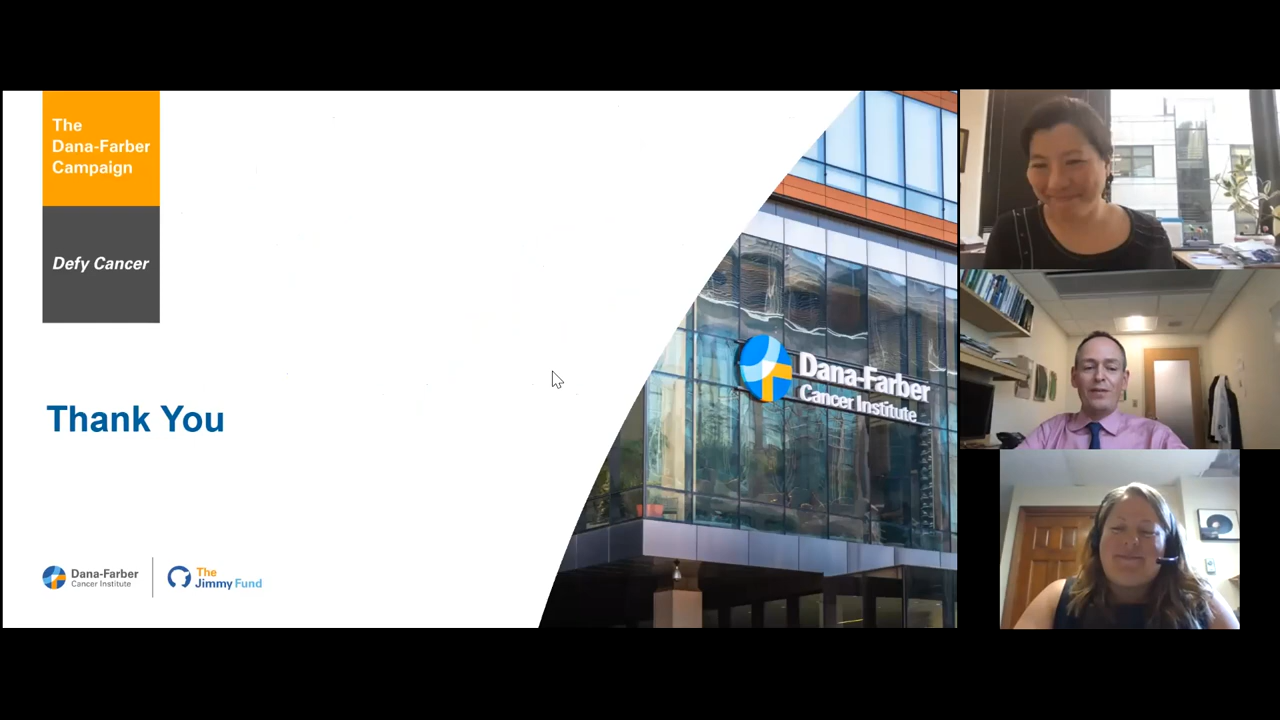 The
Dana-Farber
Campaign
Defy Cancer
Thank You
Dana-Farber
Cancer Institute
The
Jimmy Fund
Dana-Farber
Cancer Institute